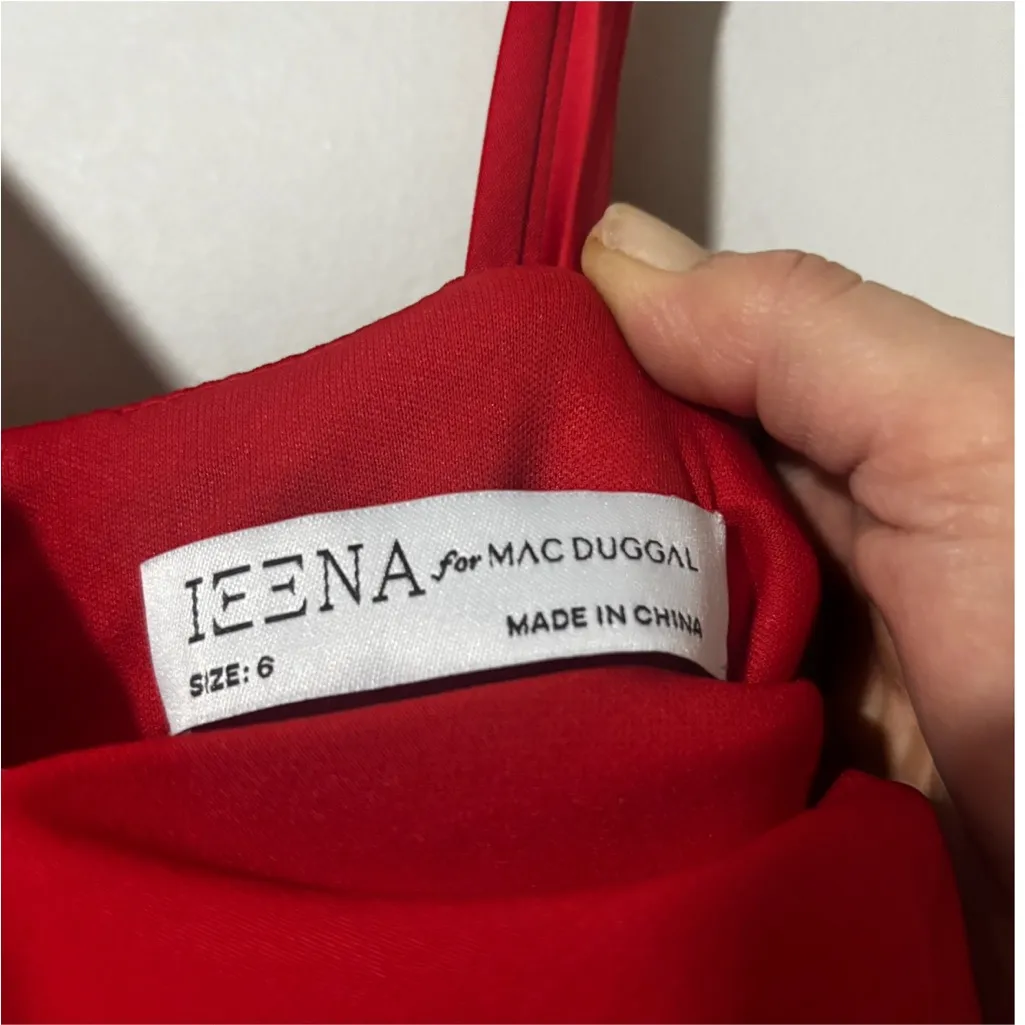 IEENA for MAC DUGGAL
MADE IN CHINA
SIZE: 6